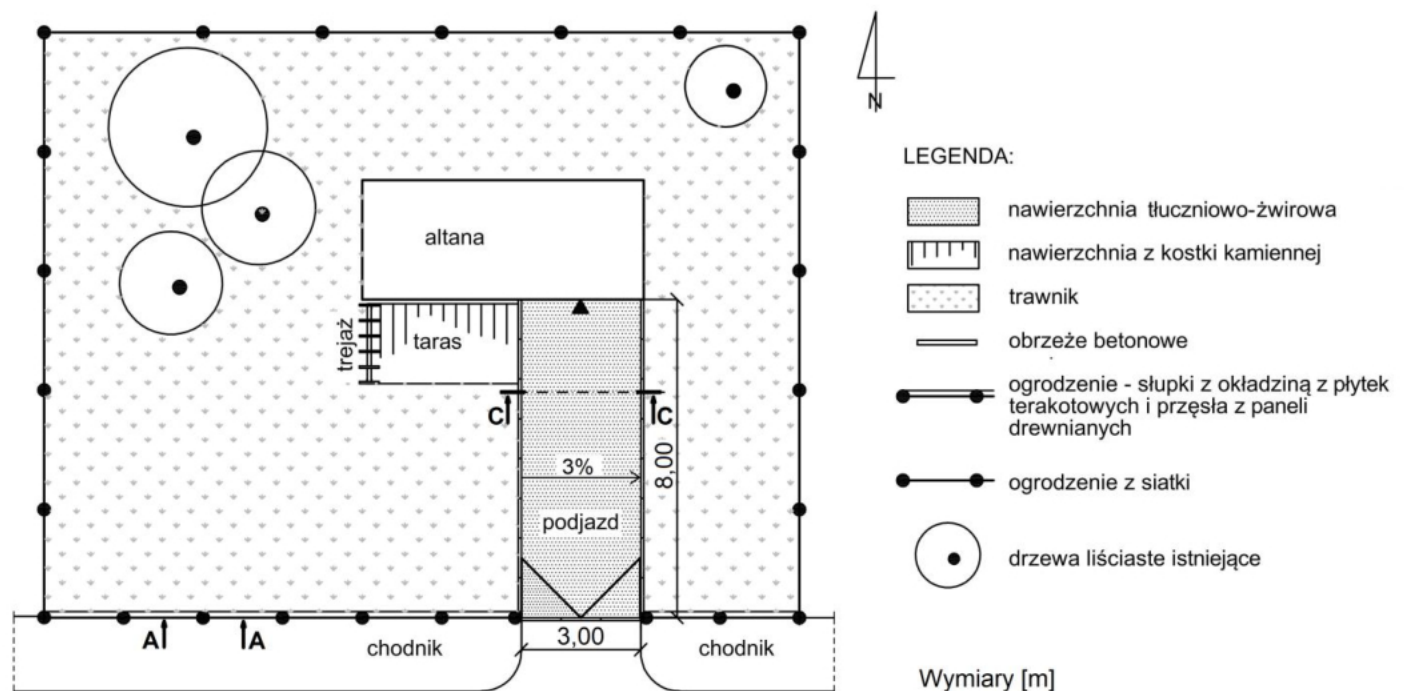 N
LEGENDA:
nawierzchnia tłuczniowo-żwirowa
altana
nawierzchnia z kostki kamiennej
trawnik
trejaż
taras
obrzeże betonowe
ogrodzenie - słupki z okładziną z płytek
terakotowych i przęsła z paneli
drewnianych
C
C
8,00
3%
ogrodzenie z siatki
podjazd
drzewa liściaste istniejące
A
A
chodnik
3,00
chodnik
Wymiary [m]